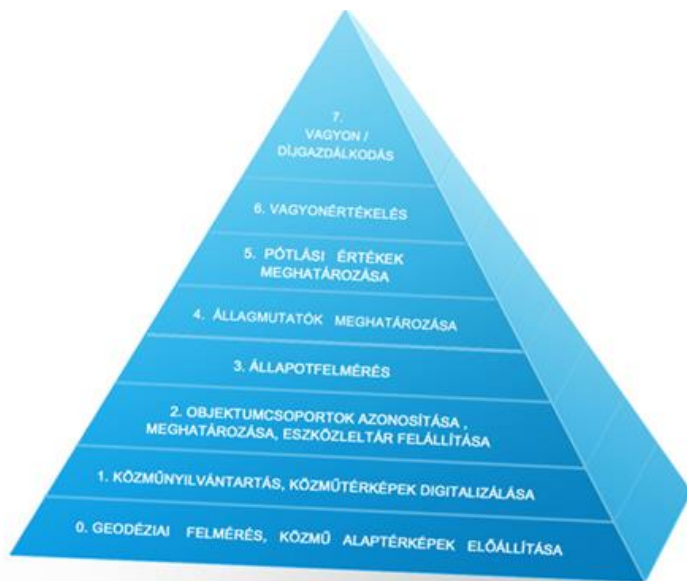 7.
VAGYON /
DÍJGAZDÁLKODÁS
6. VAGYONÉRTÉKELÉS
5. PÓTLÁSI ÉRTÉKEK
MEGHATÁROZÁSA
4. ÁLLAGMUTATÓK MEGHATÁROZÁSA
3. ÁLLAPOTFELMÉRÉS
2. OBJEKTUMCSOPORTOK AZONOSÍTÁSA ,
MEGHATÁROZÁSA, ESZKÖZLELTÁR FELÁLLÍTÁSA
1. KÖZMŰNYILVÁNTARTÁS, KÖZMŰTÉRKÉPEK DIGITALIZÁLÁSA
0. GEODÉZIAI FELMÉRÉS, KÖZMŰ ALAPTÉRKÉPEK ELŐÁLLÍTÁSA